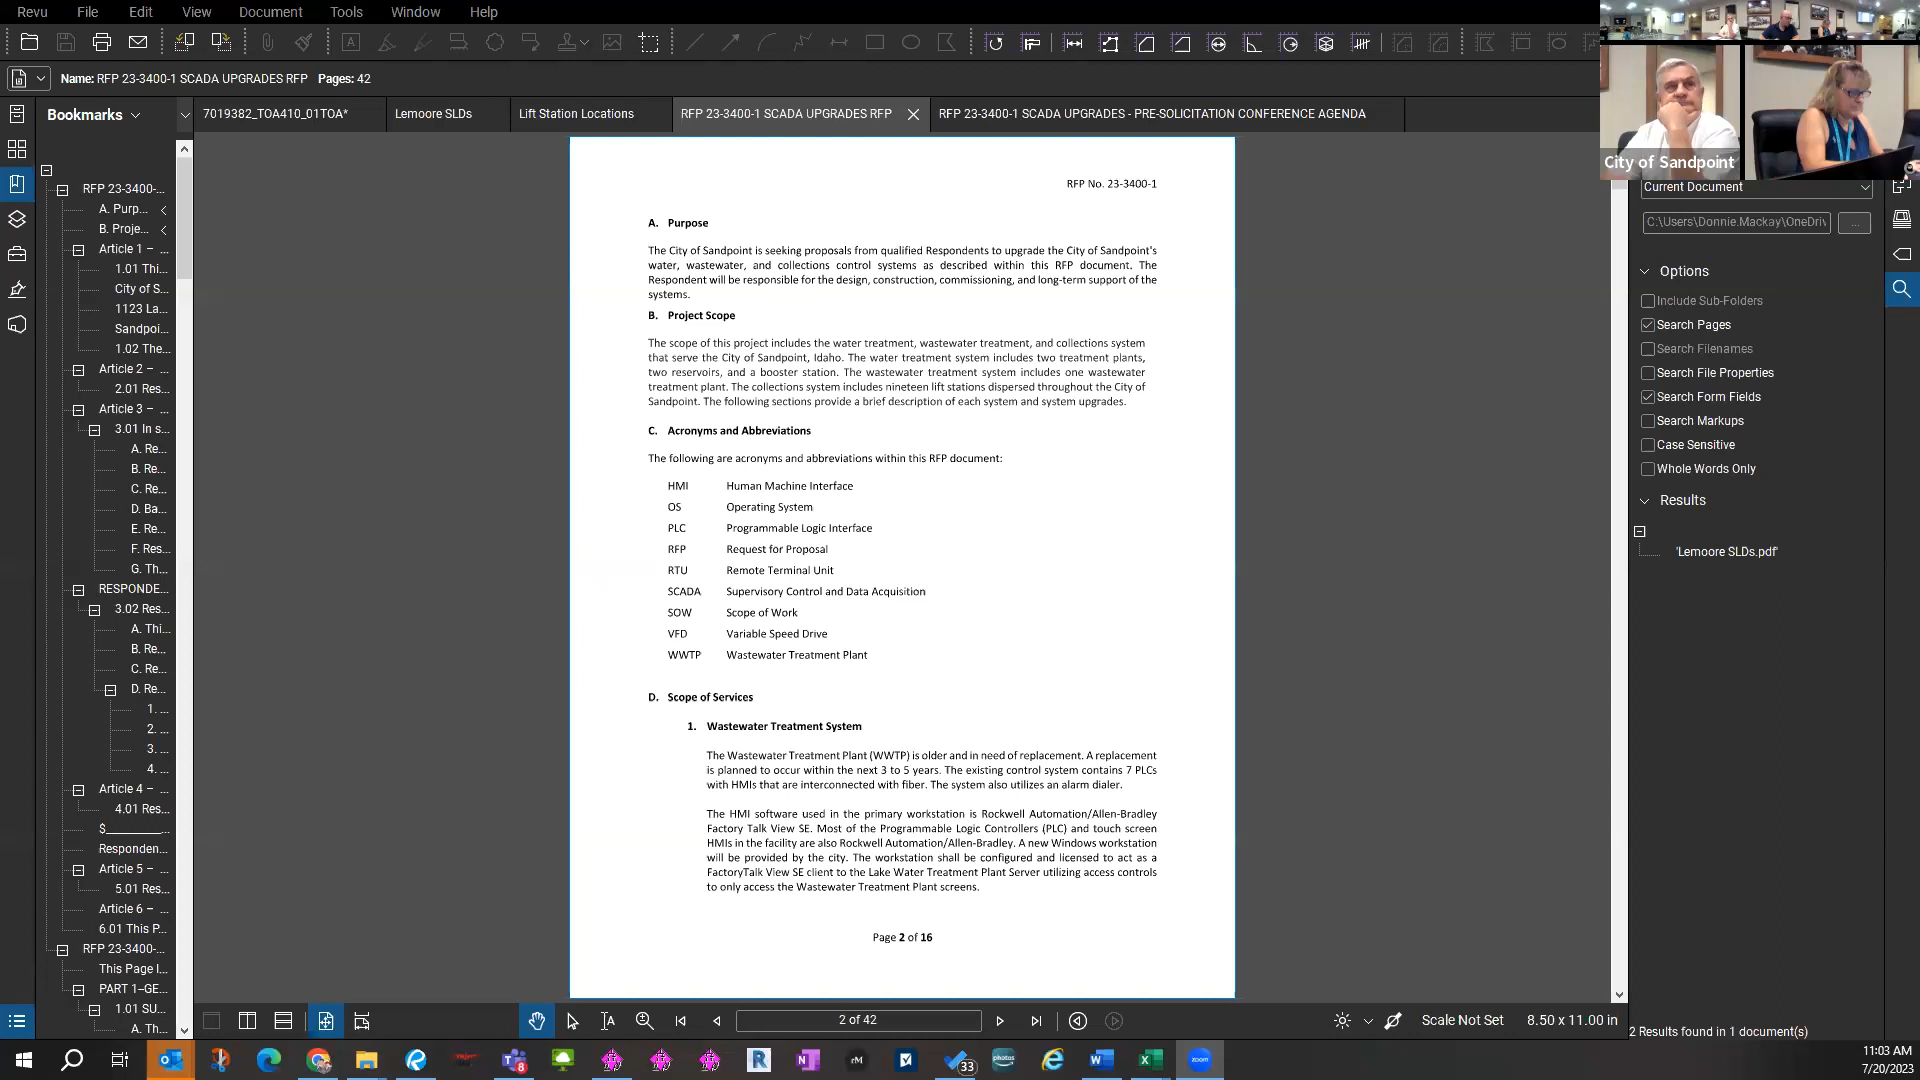 Revu File Edit View Document Tools Window Help
Name: RFP 23-3400-1 SCADA UPGRADES RFP Pages: 42
Bookmarks
7019382_TOA410_01TOA*
Lemoore SLDs
Lift Station Locations
RFP 23-3400-1 SCADA UPGRADES RFP
RFP 23-3400-1 SCADA UPGRADES - PRE-SOLICITATION CONFERENCE AGENDA
City of Sandpoint
RFP 23-3400-...
A. Purp...
B. Proje...
Article 1 – ...
1.01 Thi...
City of S...
1123 La...
Sandpoi...
1.02 The...
Article 2 – ...
2.01 Res...
Article 3 – ...
3.01 In s...
A. Re...
B. Re...
C. Re...
D. Ba...
E. Re...
F. Res...
G. Th...
RESPONDE...
3.02 Res...
A. Thi...
B. Re...
C. Re...
D. Re...
1. ...
2. ...
3. ...
4. ...
Article 4 – ...
4.01 Res...
$________...
Responden...
Article 5 – ...
5.01 Res...
Article 6 – ...
6.01 This P...
RFP 23-3400-...
This Page I...
PART 1–GE...
1.01 SU...
A. Th...
RFP No. 23-3400-1
A. Purpose
The City of Sandpoint is seeking proposals from qualified Respondents to upgrade the City of Sandpoint's
water, wastewater, and collections control systems as described within this RFP document. The
Respondent will be responsible for the design, construction, commissioning, and long-term support of the
systems.
B. Project Scope
The scope of this project includes the water treatment, wastewater treatment, and collections system
that serve the City of Sandpoint, Idaho. The water treatment system includes two treatment plants,
two reservoirs, and a booster station. The wastewater treatment system includes one wastewater
treatment plant. The collections system includes nineteen lift stations dispersed throughout the City of
Sandpoint. The following sections provide a brief description of each system and system upgrades.
C. Acronyms and Abbreviations
The following are acronyms and abbreviations within this RFP document:
HMI Human Machine Interface
OS Operating System
PLC Programmable Logic Interface
RFP Request for Proposal
RTU Remote Terminal Unit
SCADA Supervisory Control and Data Acquisition
SOW Scope of Work
VFD Variable Speed Drive
WWTP Wastewater Treatment Plant
D. Scope of Services
1. Wastewater Treatment System
The Wastewater Treatment Plant (WWTP) is older and in need of replacement. A replacement
is planned to occur within the next 3 to 5 years. The existing control system contains 7 PLCs
with HMIs that are interconnected with fiber. The system also utilizes an alarm dialer.
The HMI software used in the primary workstation is Rockwell Automation/Allen-Bradley
Factory Talk View SE. Most of the Programmable Logic Controllers (PLC) and touch screen
HMIs in the facility are also Rockwell Automation/Allen-Bradley. A new Windows workstation
will be provided by the city. The workstation shall be configured and licensed to act as a
FactoryTalk View SE client to the Lake Water Treatment Plant Server utilizing access controls
to only access the Wastewater Treatment Plant screens.
Page 2 of 16
Current Document
C:\Users\Donnie.Mackay\OneDriv
...
Options
Include Sub-Folders
Search Pages
Search Filenames
Search File Properties
Search Form Fields
Search Markups
Case Sensitive
Whole Words Only
Results
'Lemoore SLDs.pdf'
2 of 42
Scale Not Set
8.50 x 11.00 in
2 Results found in 1 document(s)
8
R
N
rM
33
photos
zoom
11:03 AM
7/20/2023